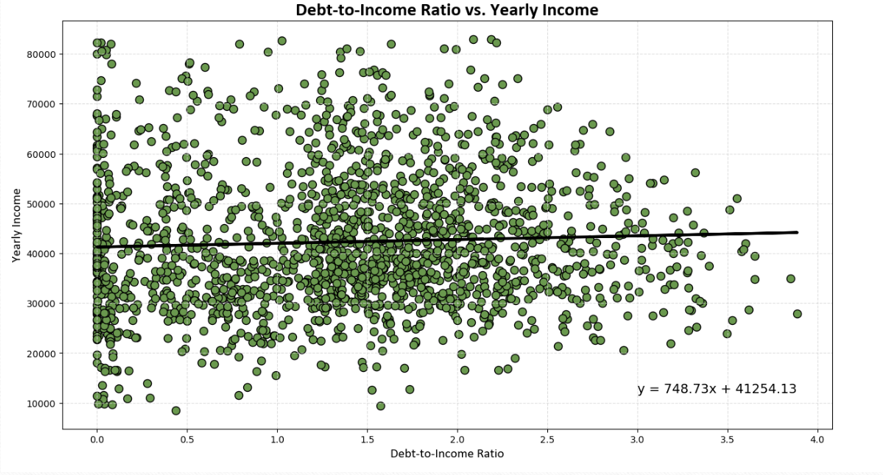 Debt-to-Income Ratio vs. Yearly Income
Yearly Income
80000
70000
60000
50000
40000
30000
20000
10000
y = 748.73x + 41254.13
0.0 0.5 1.0 1.5 2.0 2.5 3.0 3.5 4.0
Debt-to-Income Ratio